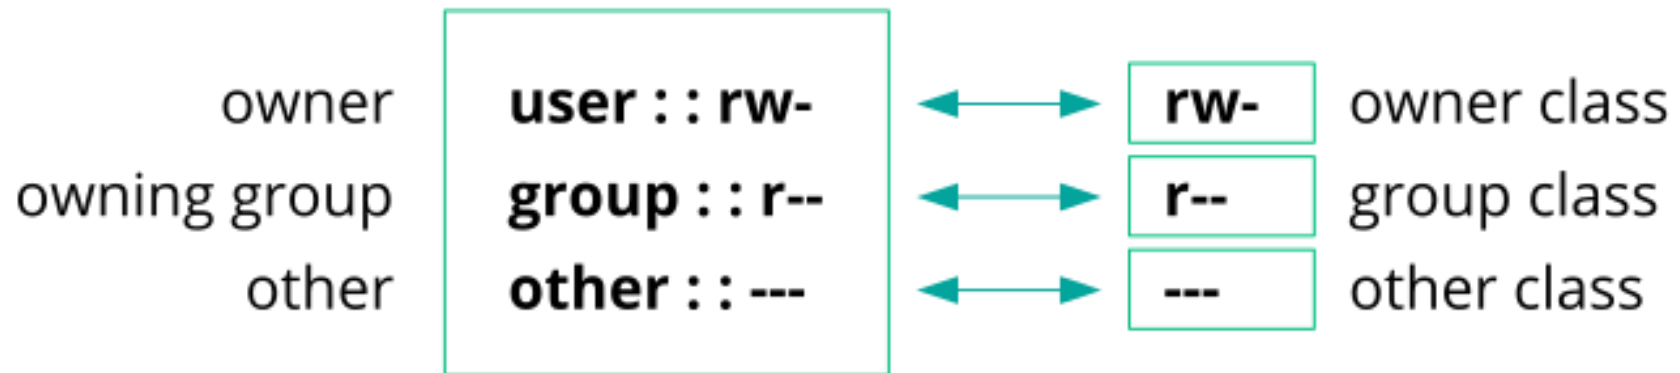 owner user : : rw- rw- owner class
owning group group : : r-- r-- group class
other other : : --- --- other class